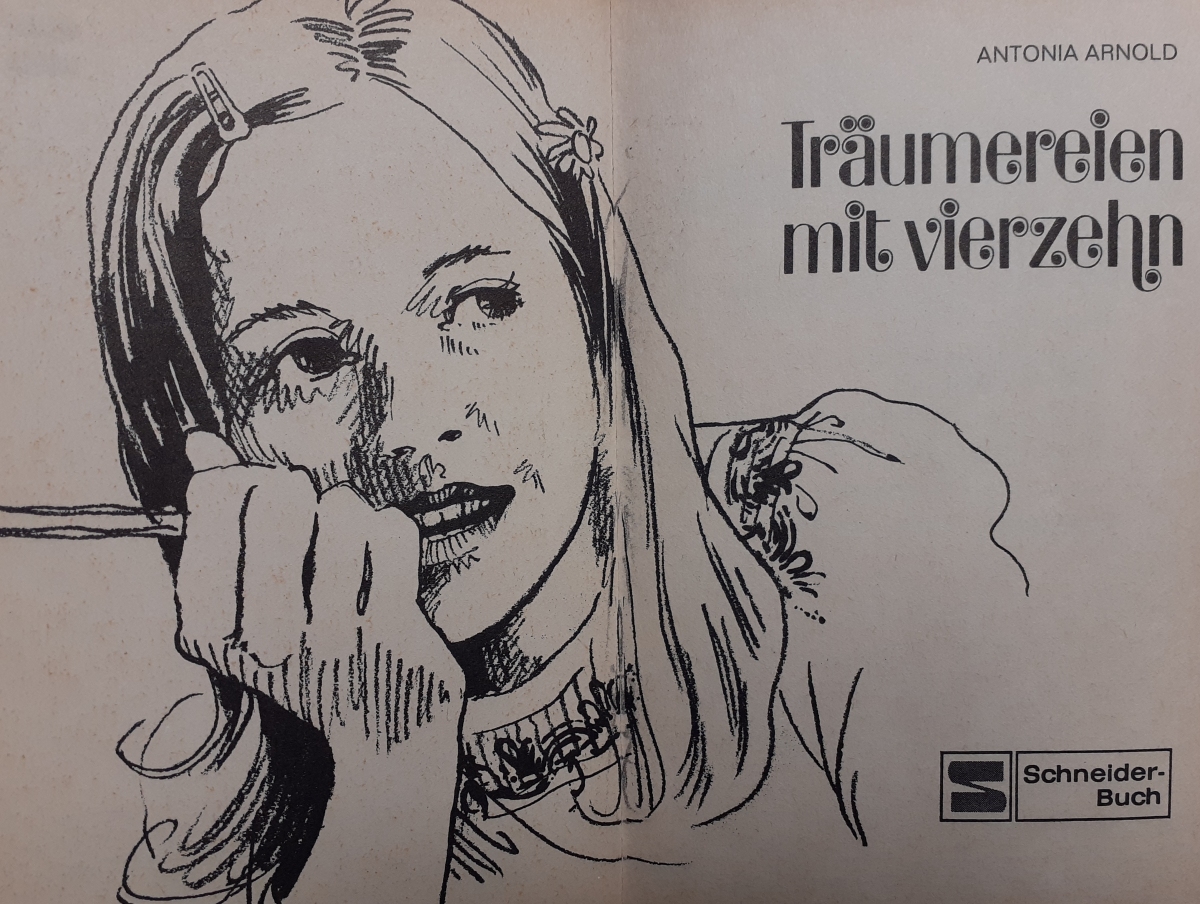 ANTONIA ARNOLD
Träumereien
mit vierzehn
Schneider-
Buch